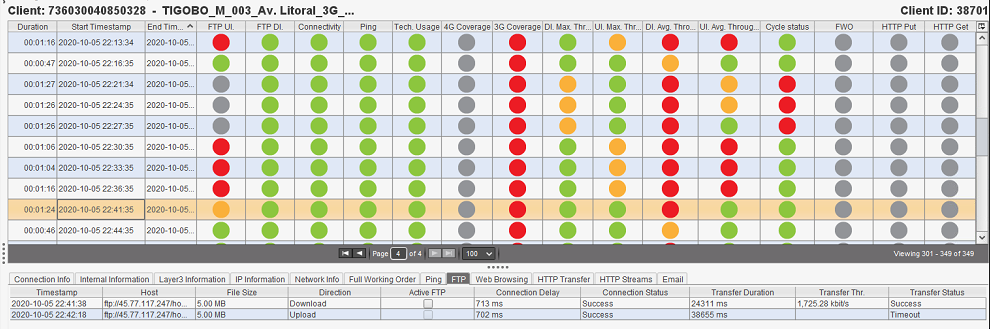 Client: 736030040850328 - TIGOBO_M_003_Av. Litoral_3G_... Client ID: 38701
Duration Start Timestamp End Tim... FTP Ul. FTP Dl. Connectivity Ping Tech. Usage 4G Coverage 3G Coverage Dl. Max. Thr... Ul. Max. Thr... Dl. Avg. Thro... Ul. Avg. Throug... Cycle status FWO HTTP Put HTTP Get
00:01:16 2020-10-05 22:13:34 2020-10-05...
00:00:47 2020-10-05 22:16:35 2020-10-05...
00:01:27 2020-10-05 22:21:34 2020-10-05...
00:01:26 2020-10-05 22:24:35 2020-10-05...
00:01:26 2020-10-05 22:27:35 2020-10-05...
00:01:06 2020-10-05 22:30:35 2020-10-05...
00:01:04 2020-10-05 22:33:35 2020-10-05...
00:01:16 2020-10-05 22:36:35 2020-10-05...
00:01:24 2020-10-05 22:41:35 2020-10-05...
00:00:46 2020-10-05 22:44:35 2020-10-05...
Page 4 of 4 100 Viewing 301 - 349 of 349
Connection Info Internal Information Layer3 Information IP Information Network Info Full Working Order Ping FTP Web Browsing HTTP Transfer HTTP Streams Email
Timestamp Host File Size Direction Active FTP Connection Delay Connection Status Transfer Duration Transfer Thr. Transfer Status
2020-10-05 22:41:38 ftp://45.77.117.247/ho... 5.00 MB Download 713 ms Success 24311 ms 1,725.28 kbit/s Success
2020-10-05 22:42:18 ftp://45.77.117.247/ho... 5.00 MB Upload 702 ms Success 38655 ms Timeout